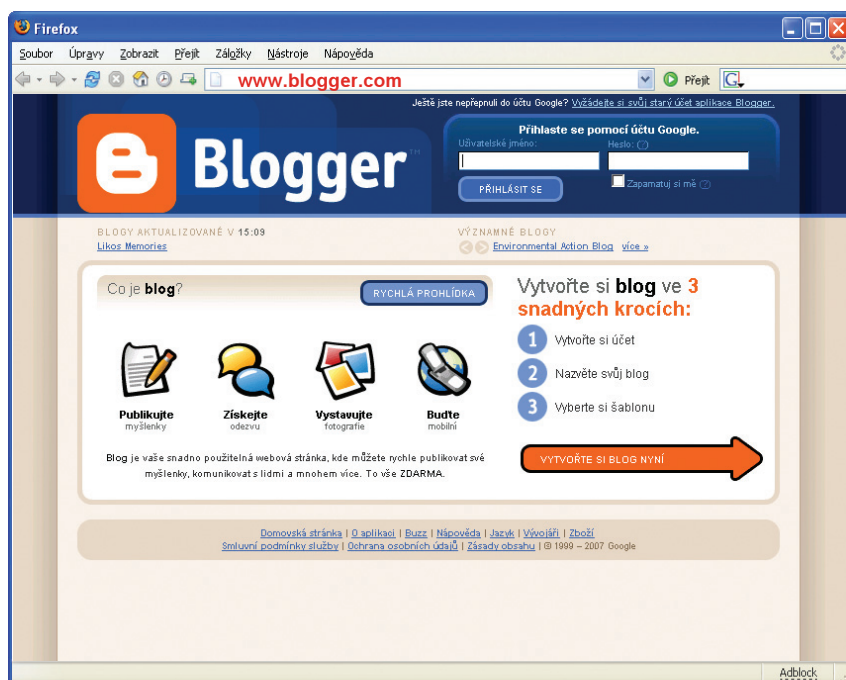 Firefox
Soubor Úpravy Zobrazit Přejít Záložky Nástroje Nápověda
www.blogger.com Přejít G
Ještě jste nepřepnuli do účtu Google? Vyžádejte si svůj starý účet aplikace Blogger.
Blogger™
Přihlaste se pomocí účtu Google.
Uživatelské jméno: Heslo: (?)
PŘIHLÁSIT SE Zapamatuj si mě (?)
BLOGY AKTUALIZOVANÉ V 15:09
Likos Memories
VÝZNAMNÉ BLOGY
Environmental Action Blog více »
Co je blog?
RYCHLÁ PROHLÍDKA
Publikujte
myšlenky
Získejte
odezvu
Vystavujte
fotografie
Buďte
mobilní
Blog je vaše snadno použitelná webová stránka, kde můžete rychle publikovat své
myšlenky, komunikovat s lidmi a mnohem více. To vše ZDARMA.
Vytvořte si blog ve 3
snadných krocích:
1 Vytvořte si účet
2 Nazvěte svůj blog
3 Vyberte si šablonu
VYTVOŘTE SI BLOG NYNÍ
Domovská stránka | O aplikaci | Buzz | Nápověda | Jazyk | Vývojáři | Zboží
Smluvní podmínky služby | Ochrana osobních údajů | Zásady obsahu | © 1999 – 2007 Google
Adblock